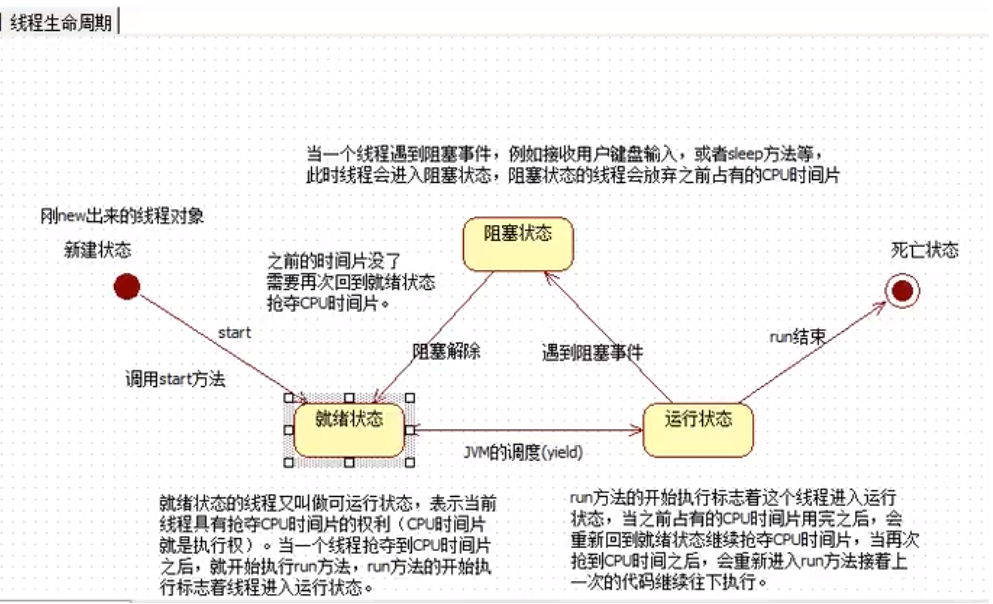 线程生命周期
当一个线程遇到阻塞事件，例如接收用户键盘输入，或者sleep方法等，
此时线程会进入阻塞状态，阻塞状态的线程会放弃之前占有的CPU时间片
刚new出来的线程对象
新建状态
阻塞状态
死亡状态
之前的时间片没了
需要再次回到就绪状态
抢夺CPU时间片。
start
run结束
阻塞解除
遇到阻塞事件
调用start方法
就绪状态
运行状态
JVM的调度(yield)
就绪状态的线程又叫做可运行状态，表示当前
线程具有抢夺CPU时间片的权利（CPU时间片
就是执行权）。当一个线程抢夺到CPU时间片
之后，就开始执行run方法，run方法的开始执
行标志着线程进入运行状态。
run方法的开始执行标志着这个线程进入运行
状态，当之前占有的CPU时间片用完之后，会
重新回到就绪状态继续抢夺CPU时间片，当再次
抢到CPU时间之后，会重新进入run方法接着上
一次的代码继续往下执行。